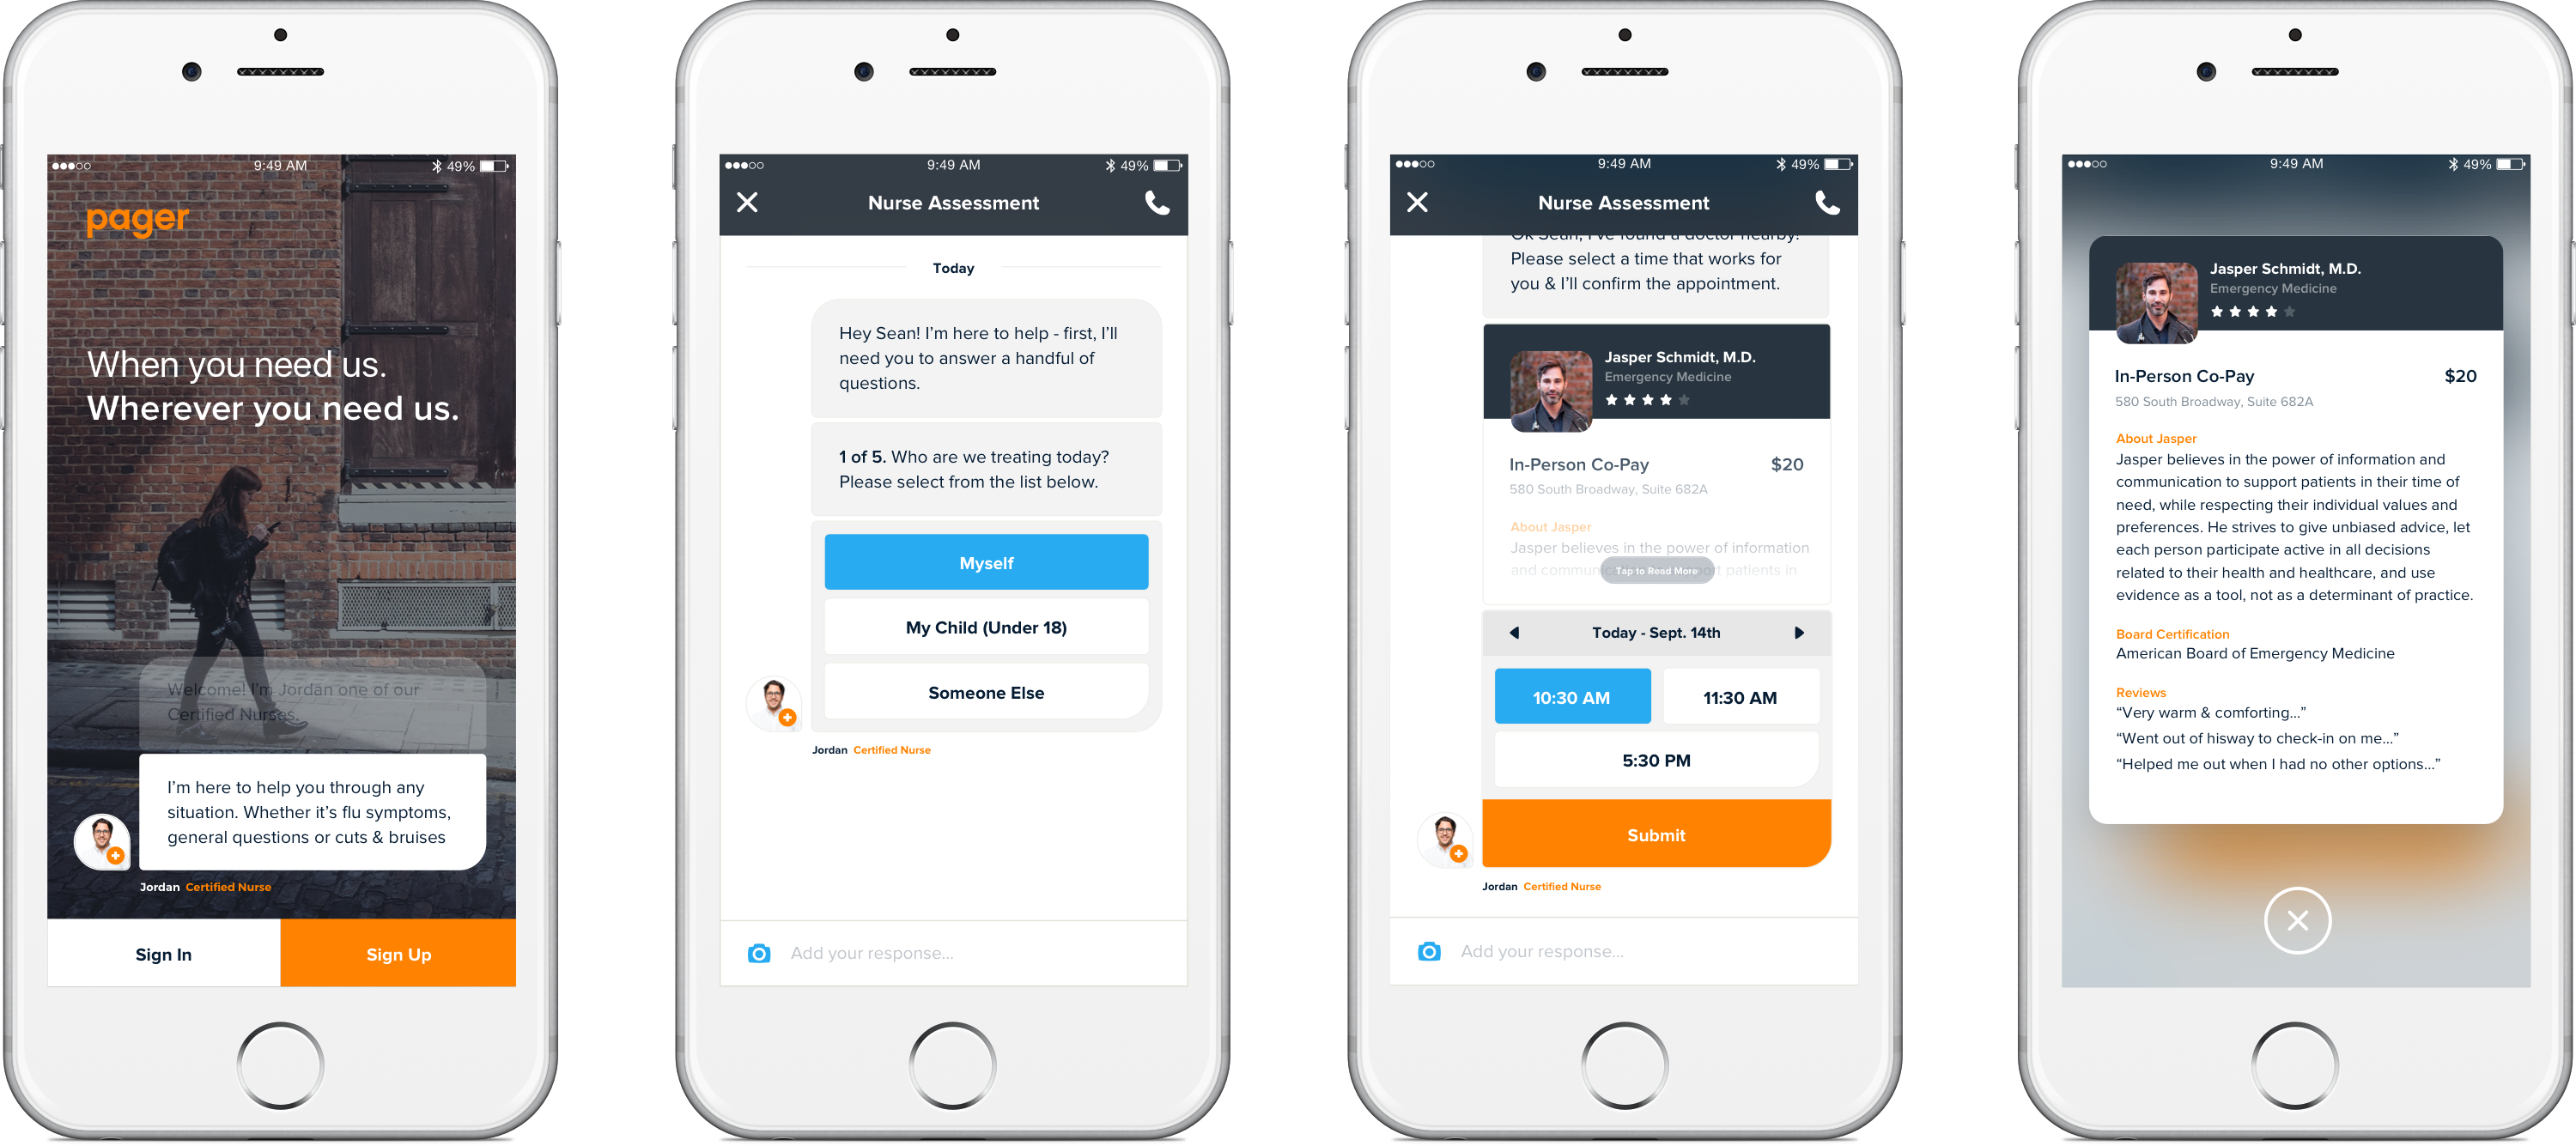 9:49 AM
49%
pager
When you need us.
Wherever you need us.
Welcome! I'm Jordan one of our
Certified Nurses.
I'm here to help you through any
situation. Whether it's flu symptoms,
general questions or cuts & bruises
Jordan Certified Nurse
Sign In
Sign Up
9:49 AM
49%
Nurse Assessment
Today
Hey Sean! I'm here to help - first, I'll
need you to answer a handful of
questions.
1 of 5. Who are we treating today?
Please select from the list below.
Myself
My Child (Under 18)
Someone Else
Jordan Certified Nurse
Add your response...
9:49 AM
49%
Nurse Assessment
Ok Sean, I've found a doctor nearby!
Please select a time that works for
you & I'll confirm the appointment.
Jasper Schmidt, M.D.
Emergency Medicine
In-Person Co-Pay
$20
580 South Broadway, Suite 682A
About Jasper
Jasper believes in the power of information
and patients in
Tap to Read More
Today - Sept. 14th
10:30 AM
11:30 AM
5:30 PM
Submit
Jordan Certified Nurse
Add your response...
9:49 AM
49%
Jasper Schmidt, M.D.
Emergency Medicine
In-Person Co-Pay
$20
580 South Broadway, Suite 682A
About Jasper
Jasper believes in the power of information and
communication to support patients in their time of
need, while respecting their individual values and
preferences. He strives to give unbiased advice, let
each person participate active in all decisions
related to their health and healthcare, and use
evidence as a tool, not as a determinant of practice.
Board Certification
American Board of Emergency Medicine
Reviews
“Very warm & comforting...”
“Went out of hisway to check-in on me...”
“Helped me out when I had no other options...”